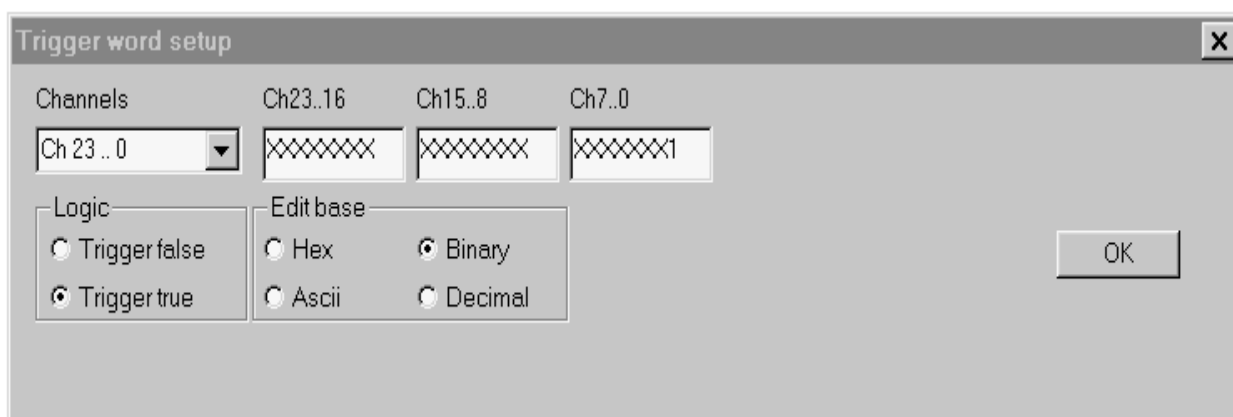 Trigger word setup
Channels Ch23..16 Ch15..8 Ch7..0
Ch 23 .. 0 XXXXXXXX XXXXXXXX XXXXXXX1
Logic Edit base
Trigger false Hex Binary
OK
Trigger true Ascii Decimal